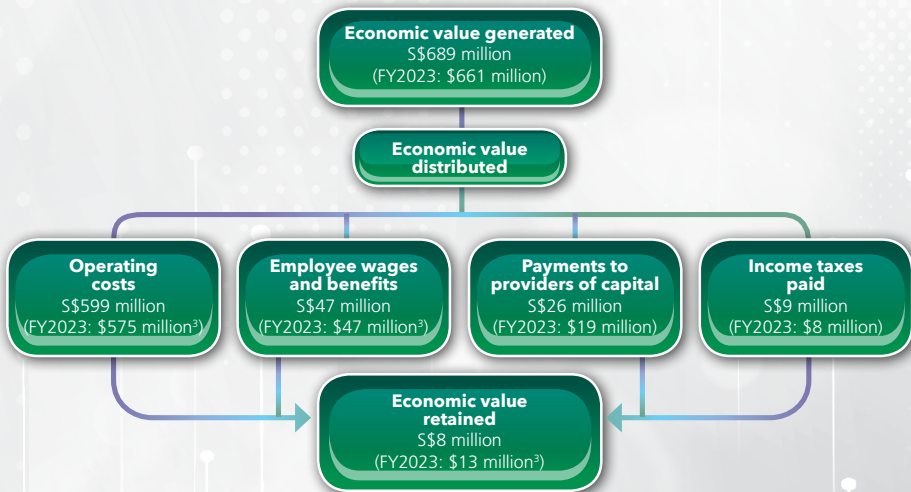 Economic value generated
S$689 million
(FY2023: $661 million)
Economic value
distributed
Operating
costs
S$599 million
(FY2023: $575 million³)
Employee wages
and benefits
S$47 million
(FY2023: $47 million³)
Payments to
providers of capital
S$26 million
(FY2023: $19 million)
Income taxes
paid
S$9 million
(FY2023: $8 million)
Economic value
retained
S$8 million
(FY2023: $13 million³)